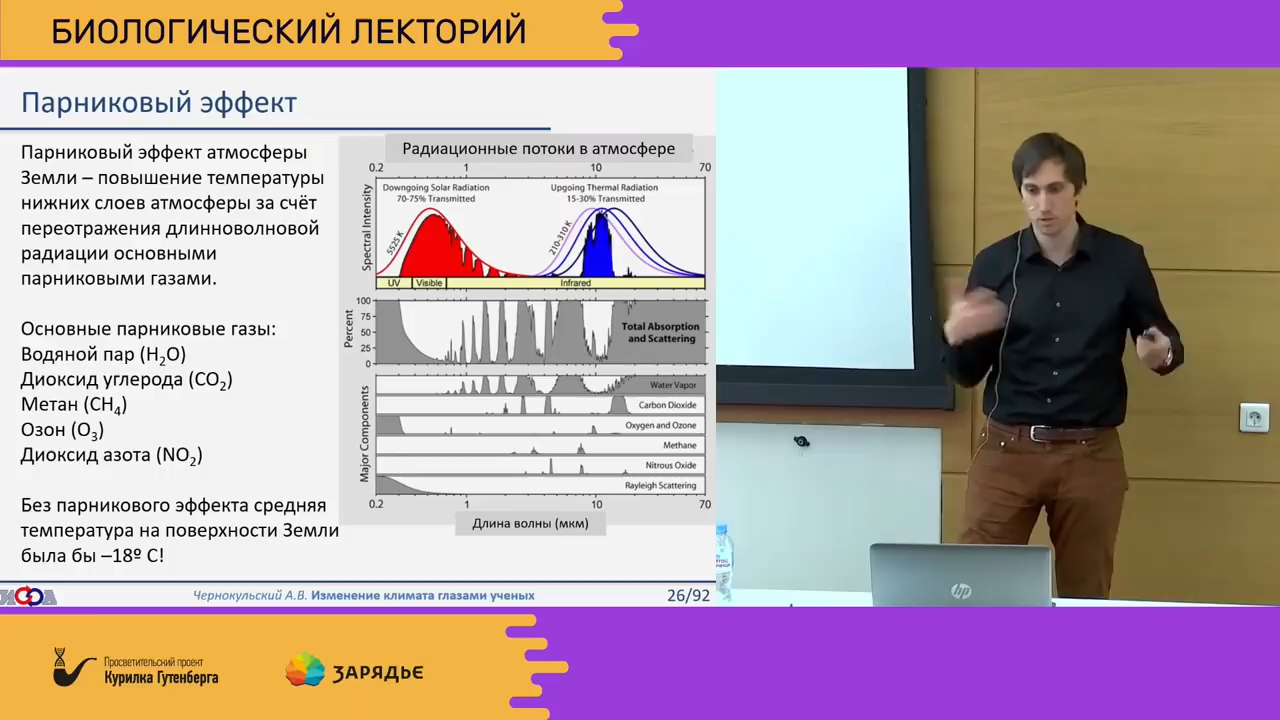 БИОЛОГИЧЕСКИЙ ЛЕКТОРИЙ
Парниковый эффект
Парниковый эффект атмосферы
Земли – повышение температуры
нижних слоев атмосферы за счёт
переотражения длинноволновой
радиации основными
парниковыми газами.
Основные парниковые газы:
Водяной пар (H₂O)
Диоксид углерода (CO₂)
Метан (CH₄)
Озон (O₃)
Диоксид азота (NO₂)
Без парникового эффекта средняя
температура на поверхности Земли
была бы –18º С!
Радиационные потоки в атмосфере
0.2 1 10 70
Spectral Intensity
Downgoing Solar Radiation
70-75% Transmitted
Upgoing Thermal Radiation
15-30% Transmitted
5525 K
210-310 K
UV Visible Infrared
Percent
100
75
50
25
0
Total Absorption
and Scattering
Major Components
Water Vapor
Carbon Dioxide
Oxygen and Ozone
Methane
Nitrous Oxide
Rayleigh Scattering
0.2 1 10 70
Длина волны (мкм)
ИФА
Чернокульский А.В. Изменение климата глазами ученых
26/92
hp
Просветительский проект
Курилка Гутенберга
ЗАРЯДЬЕ